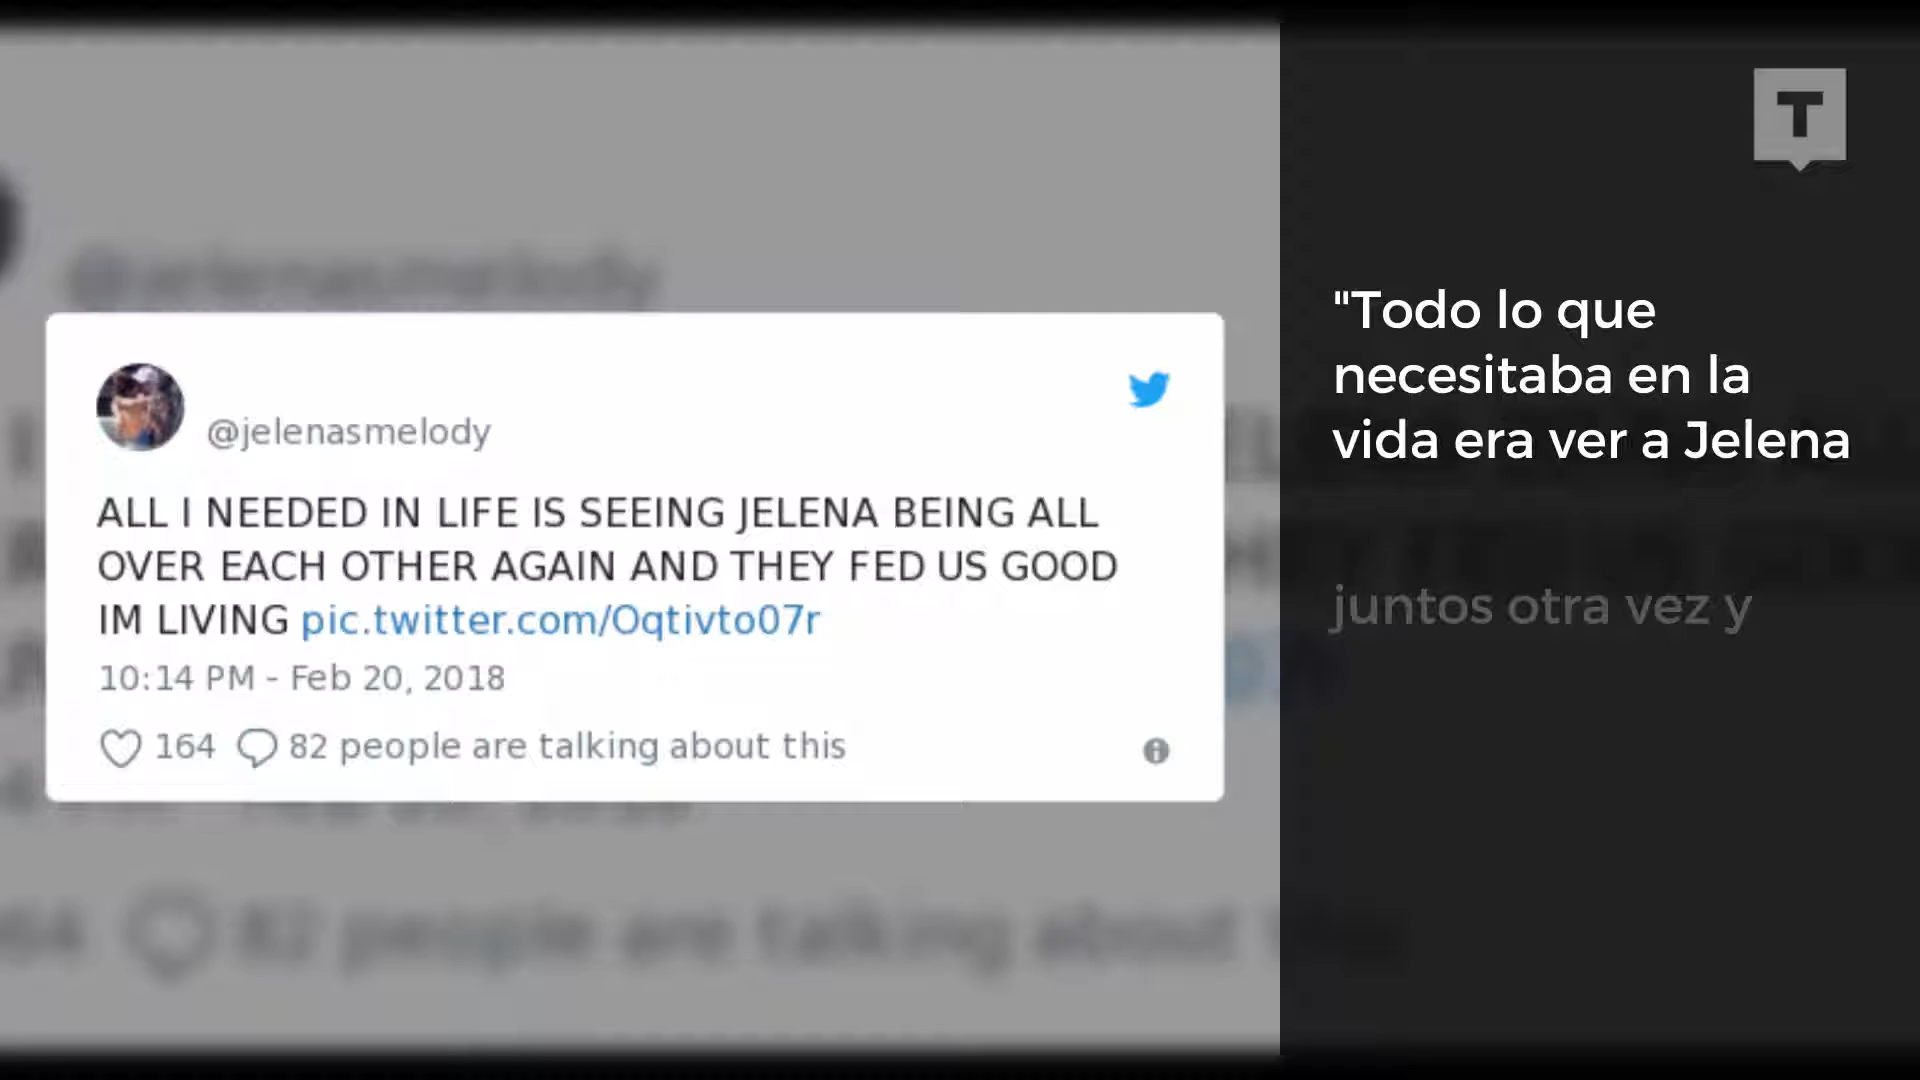 @jelenasmelody
ALL I NEEDED IN LIFE IS SEEING JELENA BEING ALL
OVER EACH OTHER AGAIN AND THEY FED US GOOD
IM LIVING pic.twitter.com/Oqtivto07r
10:14 PM - Feb 20, 2018
164 82 people are talking about this
T
"Todo lo que
necesitaba en la
vida era ver a Jelena
juntos otra vez y